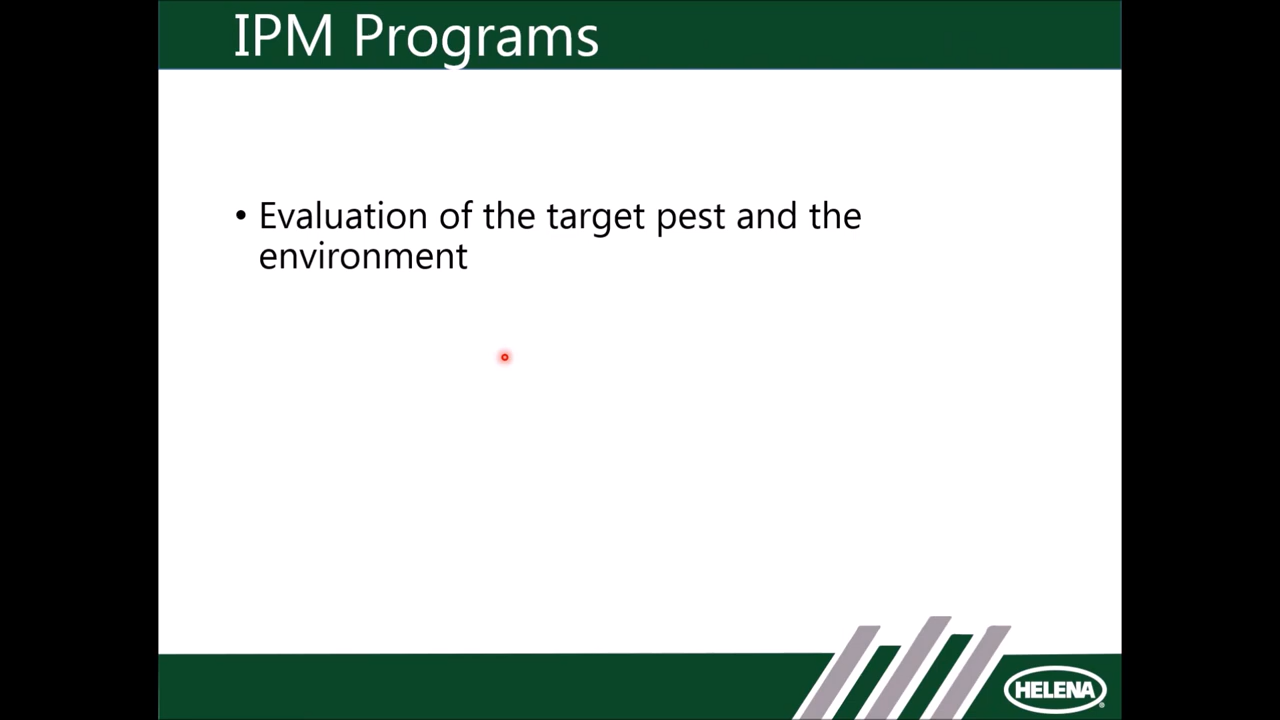 IPM Programs
• Evaluation of the target pest and the
environment
HELENA®